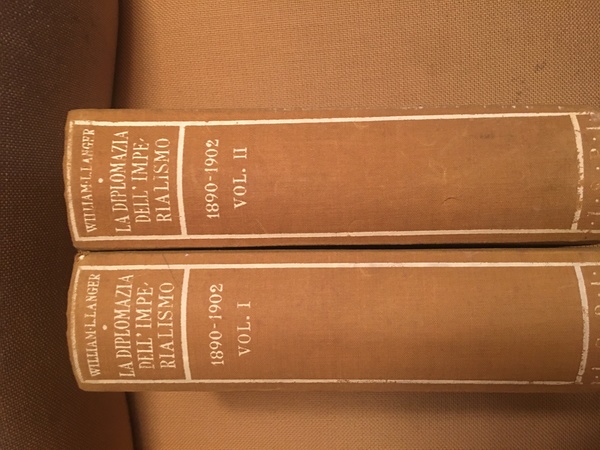 WILLIAM·L·LANGER
LA DIPLOMAZIA
DELL'IMPE-
RIALiSMO
1890-1902
VOL. II
WILLIAM·L·LANGER
LA DIPLOMAZIA
DELL'IMPE-
RIALISMO
1890-1902
VOL. I